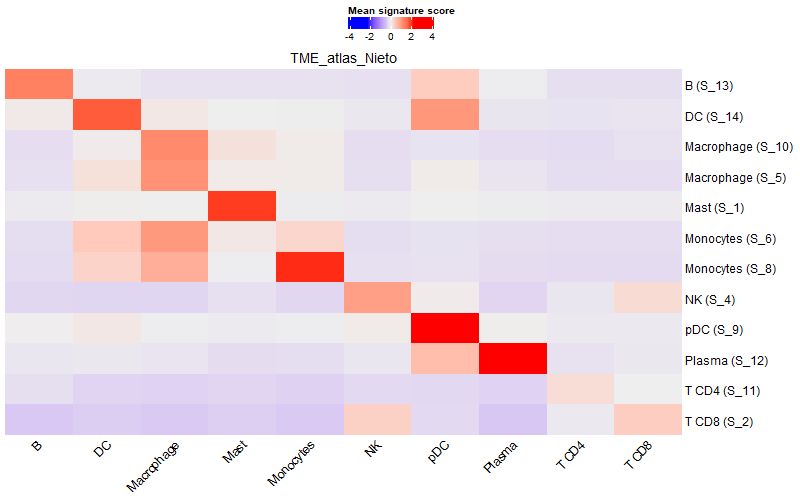 Mean signature score
-4 -2 0 2 4
TME_atlas_Nieto
B (S_13)
DC (S_14)
Macrophage (S_10)
Macrophage (S_5)
Mast (S_1)
Monocytes (S_6)
Monocytes (S_8)
NK (S_4)
pDC (S_9)
Plasma (S_12)
T CD4 (S_11)
T CD8 (S_2)
B
DC
Macrophage
Mast
Monocytes
NK
pDC
Plasma
T CD4
T CD8